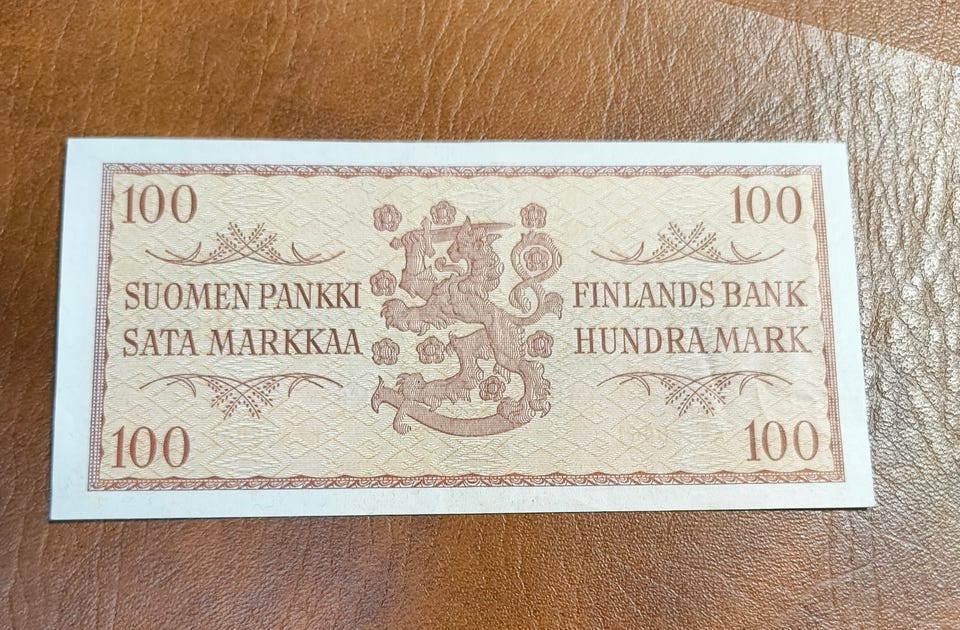 100
100
SUOMEN PANKKI
SATA MARKKAA
FINLANDS BANK
HUNDRA MARK
100
100